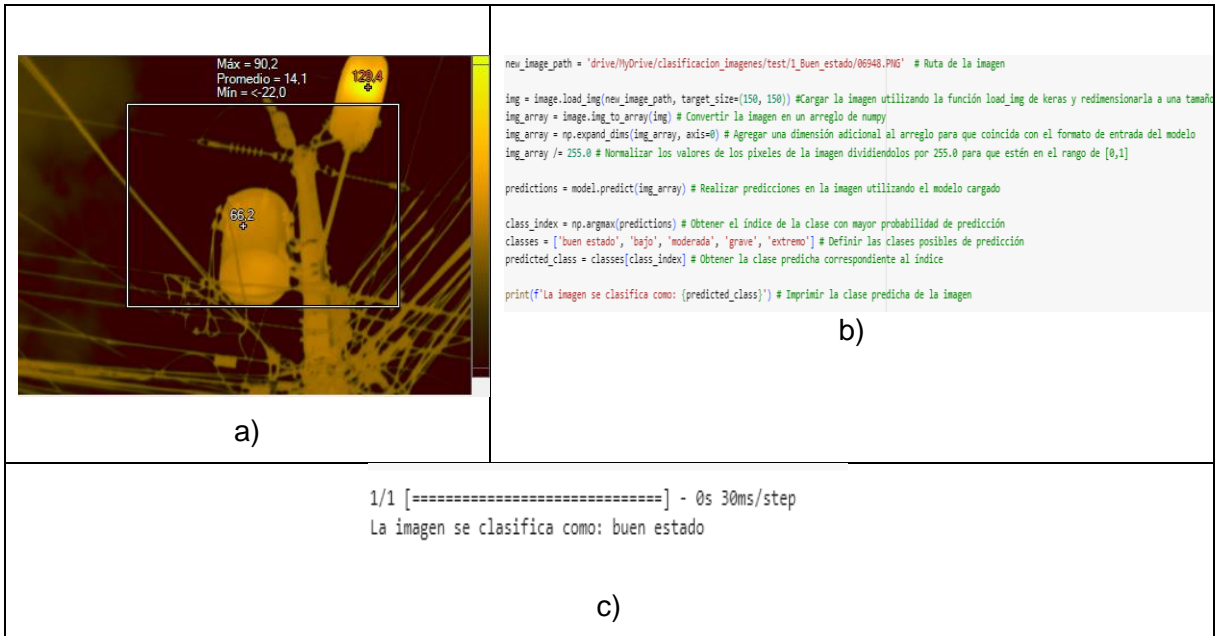 Máx = 90,2
Promedio = 14,1
Mín = <-22,0
129,4
66,2
a)
new_image_path = 'drive/MyDrive/clasificacion_imagenes/test/1_Buen_estado/06948.PNG' # Ruta de la imagen
img = image.load_img(new_image_path, target_size=(150, 150)) #Cargar la imagen utilizando la función load_img de keras y redimensionarla a una tamaño
img_array = image.img_to_array(img) # Convertir la imagen en un arreglo de numpy
img_array = np.expand_dims(img_array, axis=0) # Agregar una dimensión adicional al arreglo para que coincida con el formato de entrada del modelo
img_array /= 255.0 # Normalizar los valores de los pixeles de la imagen dividiendolos por 255.0 para que estén en el rango de [0,1]
predictions = model.predict(img_array) # Realizar predicciones en la imagen utilizando el modelo cargado
class_index = np.argmax(predictions) # Obtener el índice de la clase con mayor probabilidad de predicción
classes = ['buen estado', 'bajo', 'moderada', 'grave', 'extremo'] # Definir las clases posibles de predicción
predicted_class = classes[class_index] # Obtener la clase predicha correspondiente al índice
print(f'La imagen se clasifica como: {predicted_class}') # Imprimir la clase predicha de la imagen
b)
1/1 [==============================] - 0s 30ms/step
La imagen se clasifica como: buen estado
c)